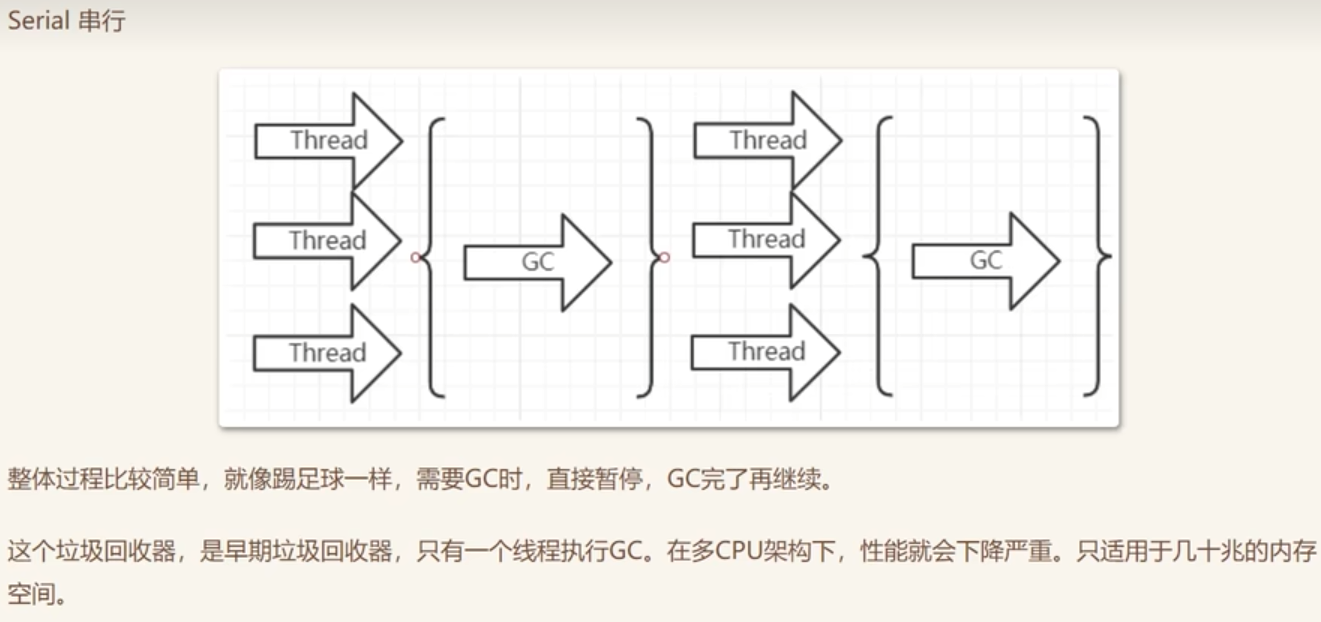 Serial 串行
Thread
Thread
Thread
GC
Thread
Thread
Thread
GC
整体过程比较简单，就像踢足球一样，需要GC时，直接暂停，GC完了再继续。
这个垃圾回收器，是早期垃圾回收器，只有一个线程执行GC。在多CPU架构下，性能就会下降严重。只适用于几十兆的内存
空间。